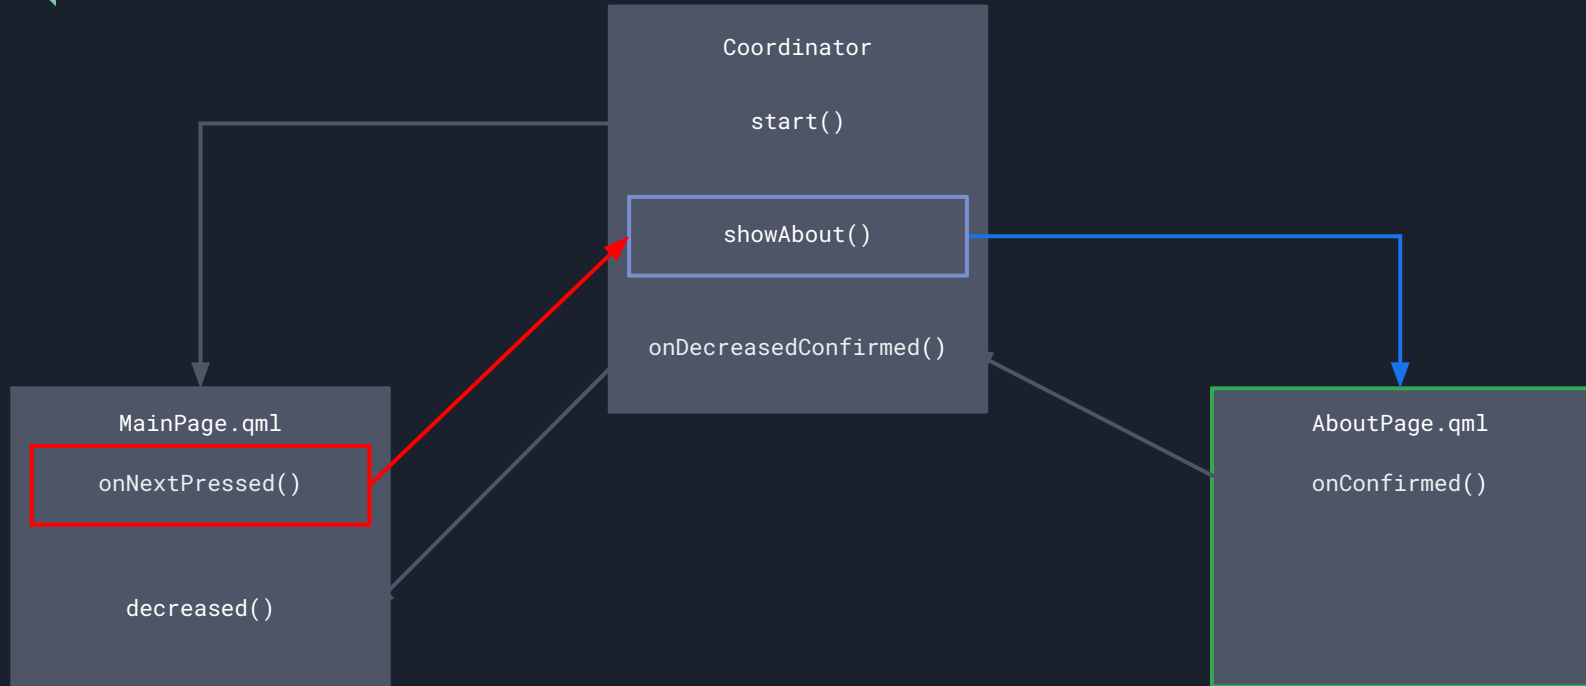 Coordinator
start()
showAbout()
onDecreasedConfirmed()
MainPage.qml
onNextPressed()
decreased()
AboutPage.qml
onConfirmed()